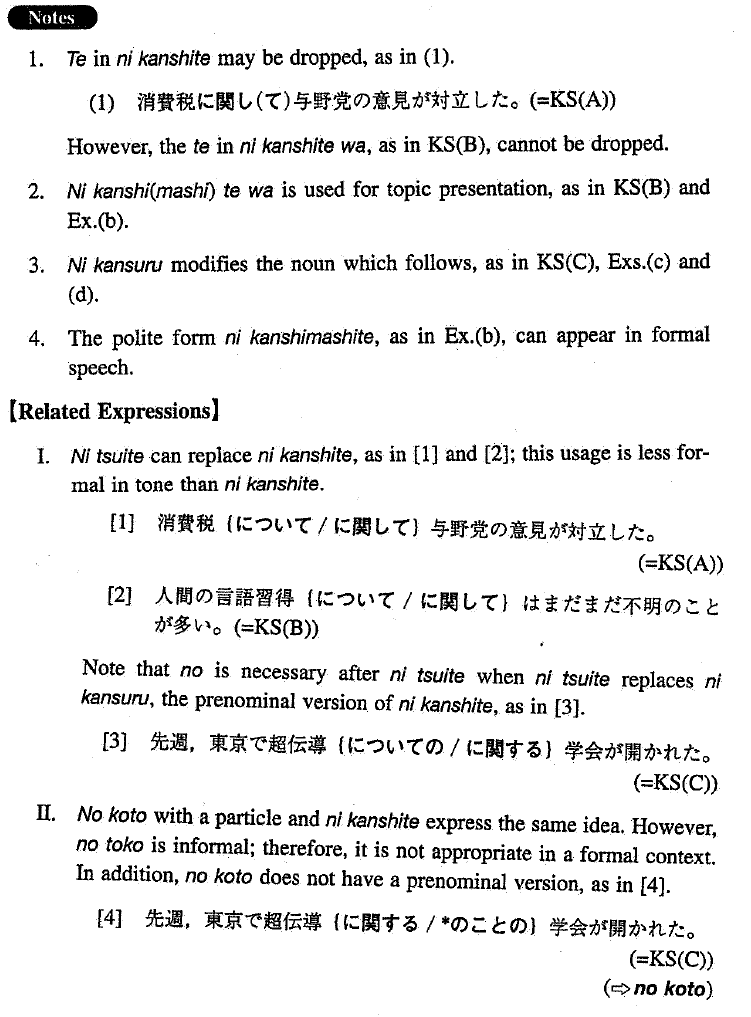 Notes
1. Te in ni kanshite may be dropped, as in (1).
(1) 消費税に関し(て)与野党の意見が対立した。(=KS(A))
However, the te in ni kanshite wa, as in KS(B), cannot be dropped.
2. Ni kanshi(mashi) te wa is used for topic presentation, as in KS(B) and
Ex.(b).
3. Ni kansuru modifies the noun which follows, as in KS(C), Exs.(c) and
(d).
4. The polite form ni kanshimashite, as in Ex.(b), can appear in formal
speech.
【Related Expressions】
I. Ni tsuite can replace ni kanshite, as in [1] and [2]; this usage is less for-
mal in tone than ni kanshite.
[1] 消費税{について/に関して}与野党の意見が対立した。
(=KS(A))
[2] 人間の言語習得{について/に関して}はまだまだ不明のこと
が多い。(=KS(B))
Note that no is necessary after ni tsuite when ni tsuite replaces ni
kansuru, the prenominal version of ni kanshite, as in [3].
[3] 先週,東京で超伝導{についての/に関する}学会が開かれた。
(=KS(C))
II. No koto with a particle and ni kanshite express the same idea. However,
no toko is informal; therefore, it is not appropriate in a formal context.
In addition, no koto does not have a prenominal version, as in [4].
[4] 先週,東京で超伝導{に関する/*のことの}学会が開かれた。
(=KS(C))
(⇨no koto)